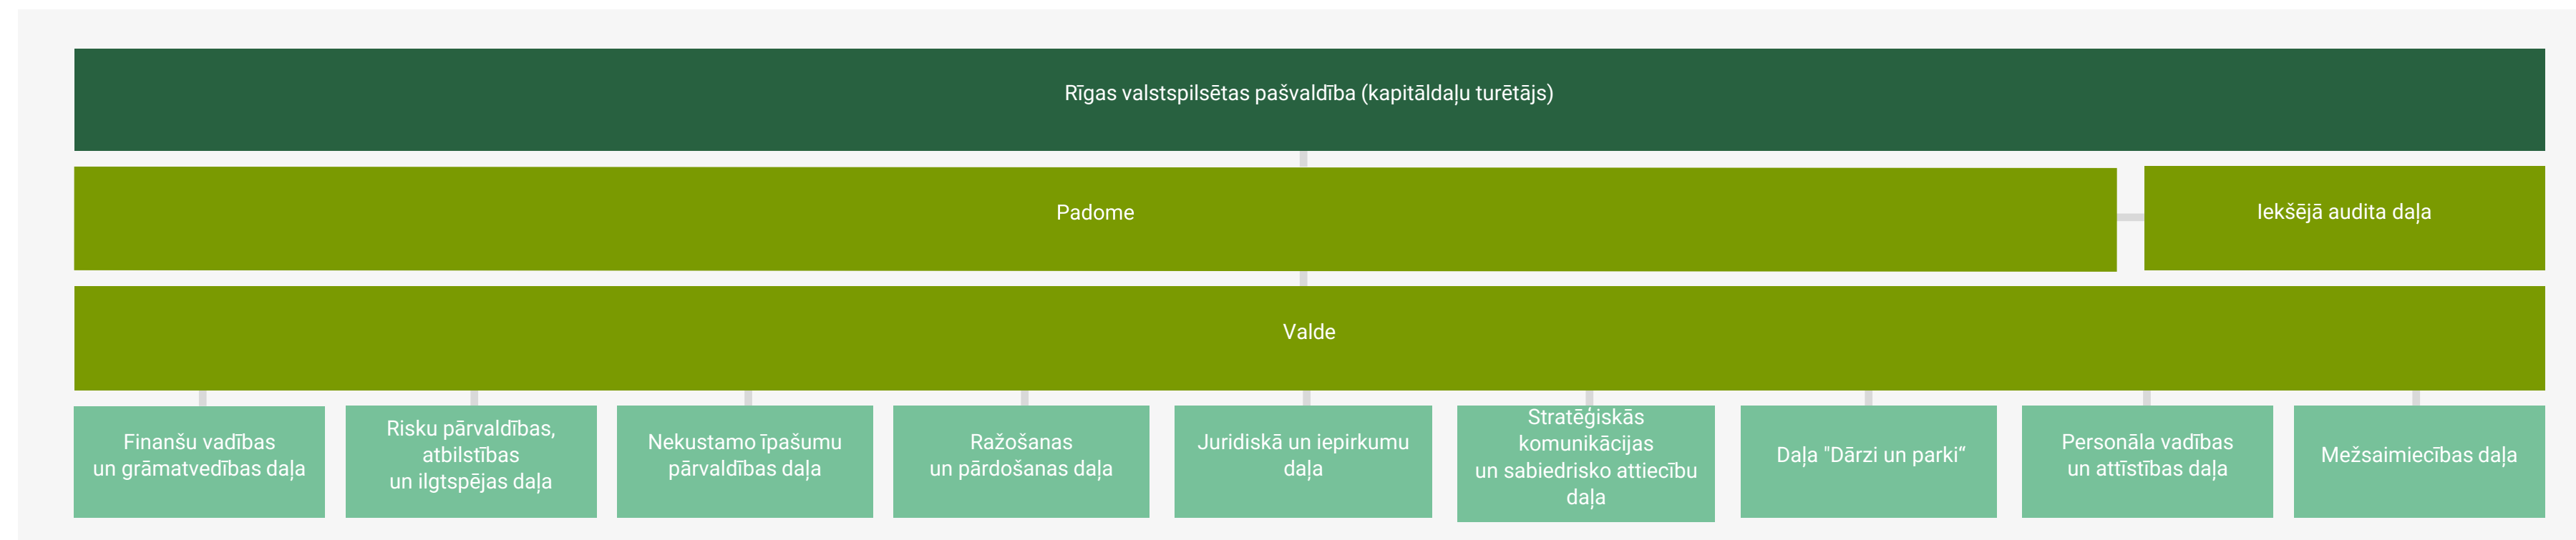 Rīgas valstspilsētas pašvaldība (kapitāldaļu turētājs)
Padome
Iekšējā audita daļa
Valde
Finanšu vadības
un grāmatvedības daļa
Risku pārvaldības,
atbilstības
un ilgtspējas daļa
Nekustamo īpašumu
pārvaldības daļa
Ražošanas
un pārdošanas daļa
Juridiskā un iepirkumu
daļa
Stratēģiskās
komunikācijas
un sabiedrisko attiecību
daļa
Daļa "Dārzi un parki“
Personāla vadības
un attīstības daļa
Mežsaimiecības daļa